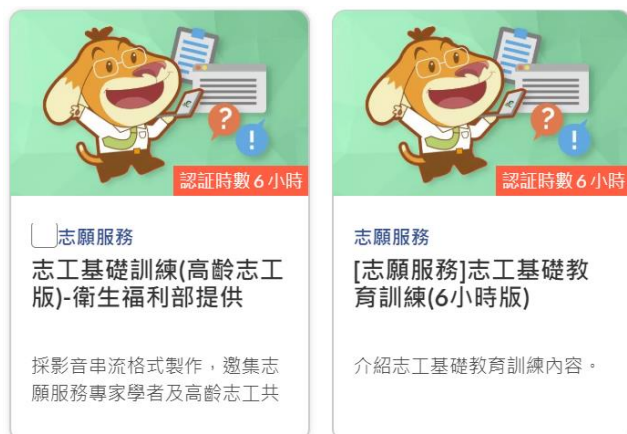 認証時數 6 小時
志願服務
志工基礎訓練(高齡志工
版)-衛生福利部提供
採影音串流格式製作，邀集志
願服務專家學者及高齡志工共
認証時數 6 小時
志願服務
[志願服務]志工基礎教
育訓練(6小時版)
介紹志工基礎教育訓練內容。